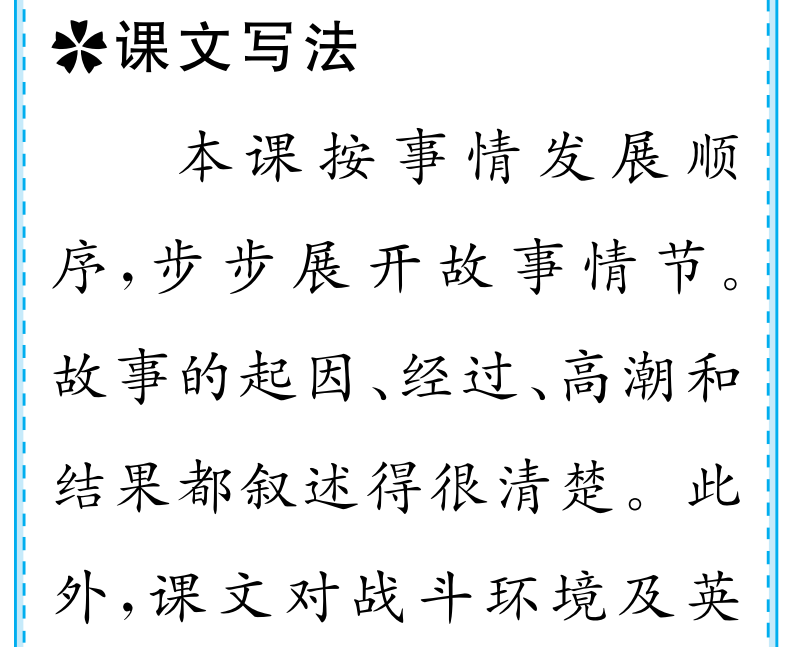 课文写法
本课按事情发展顺
序,步步展开故事情节。
故事的起因、经过、高潮和
结果都叙述得很清楚。此
外,课文对战斗环境及英